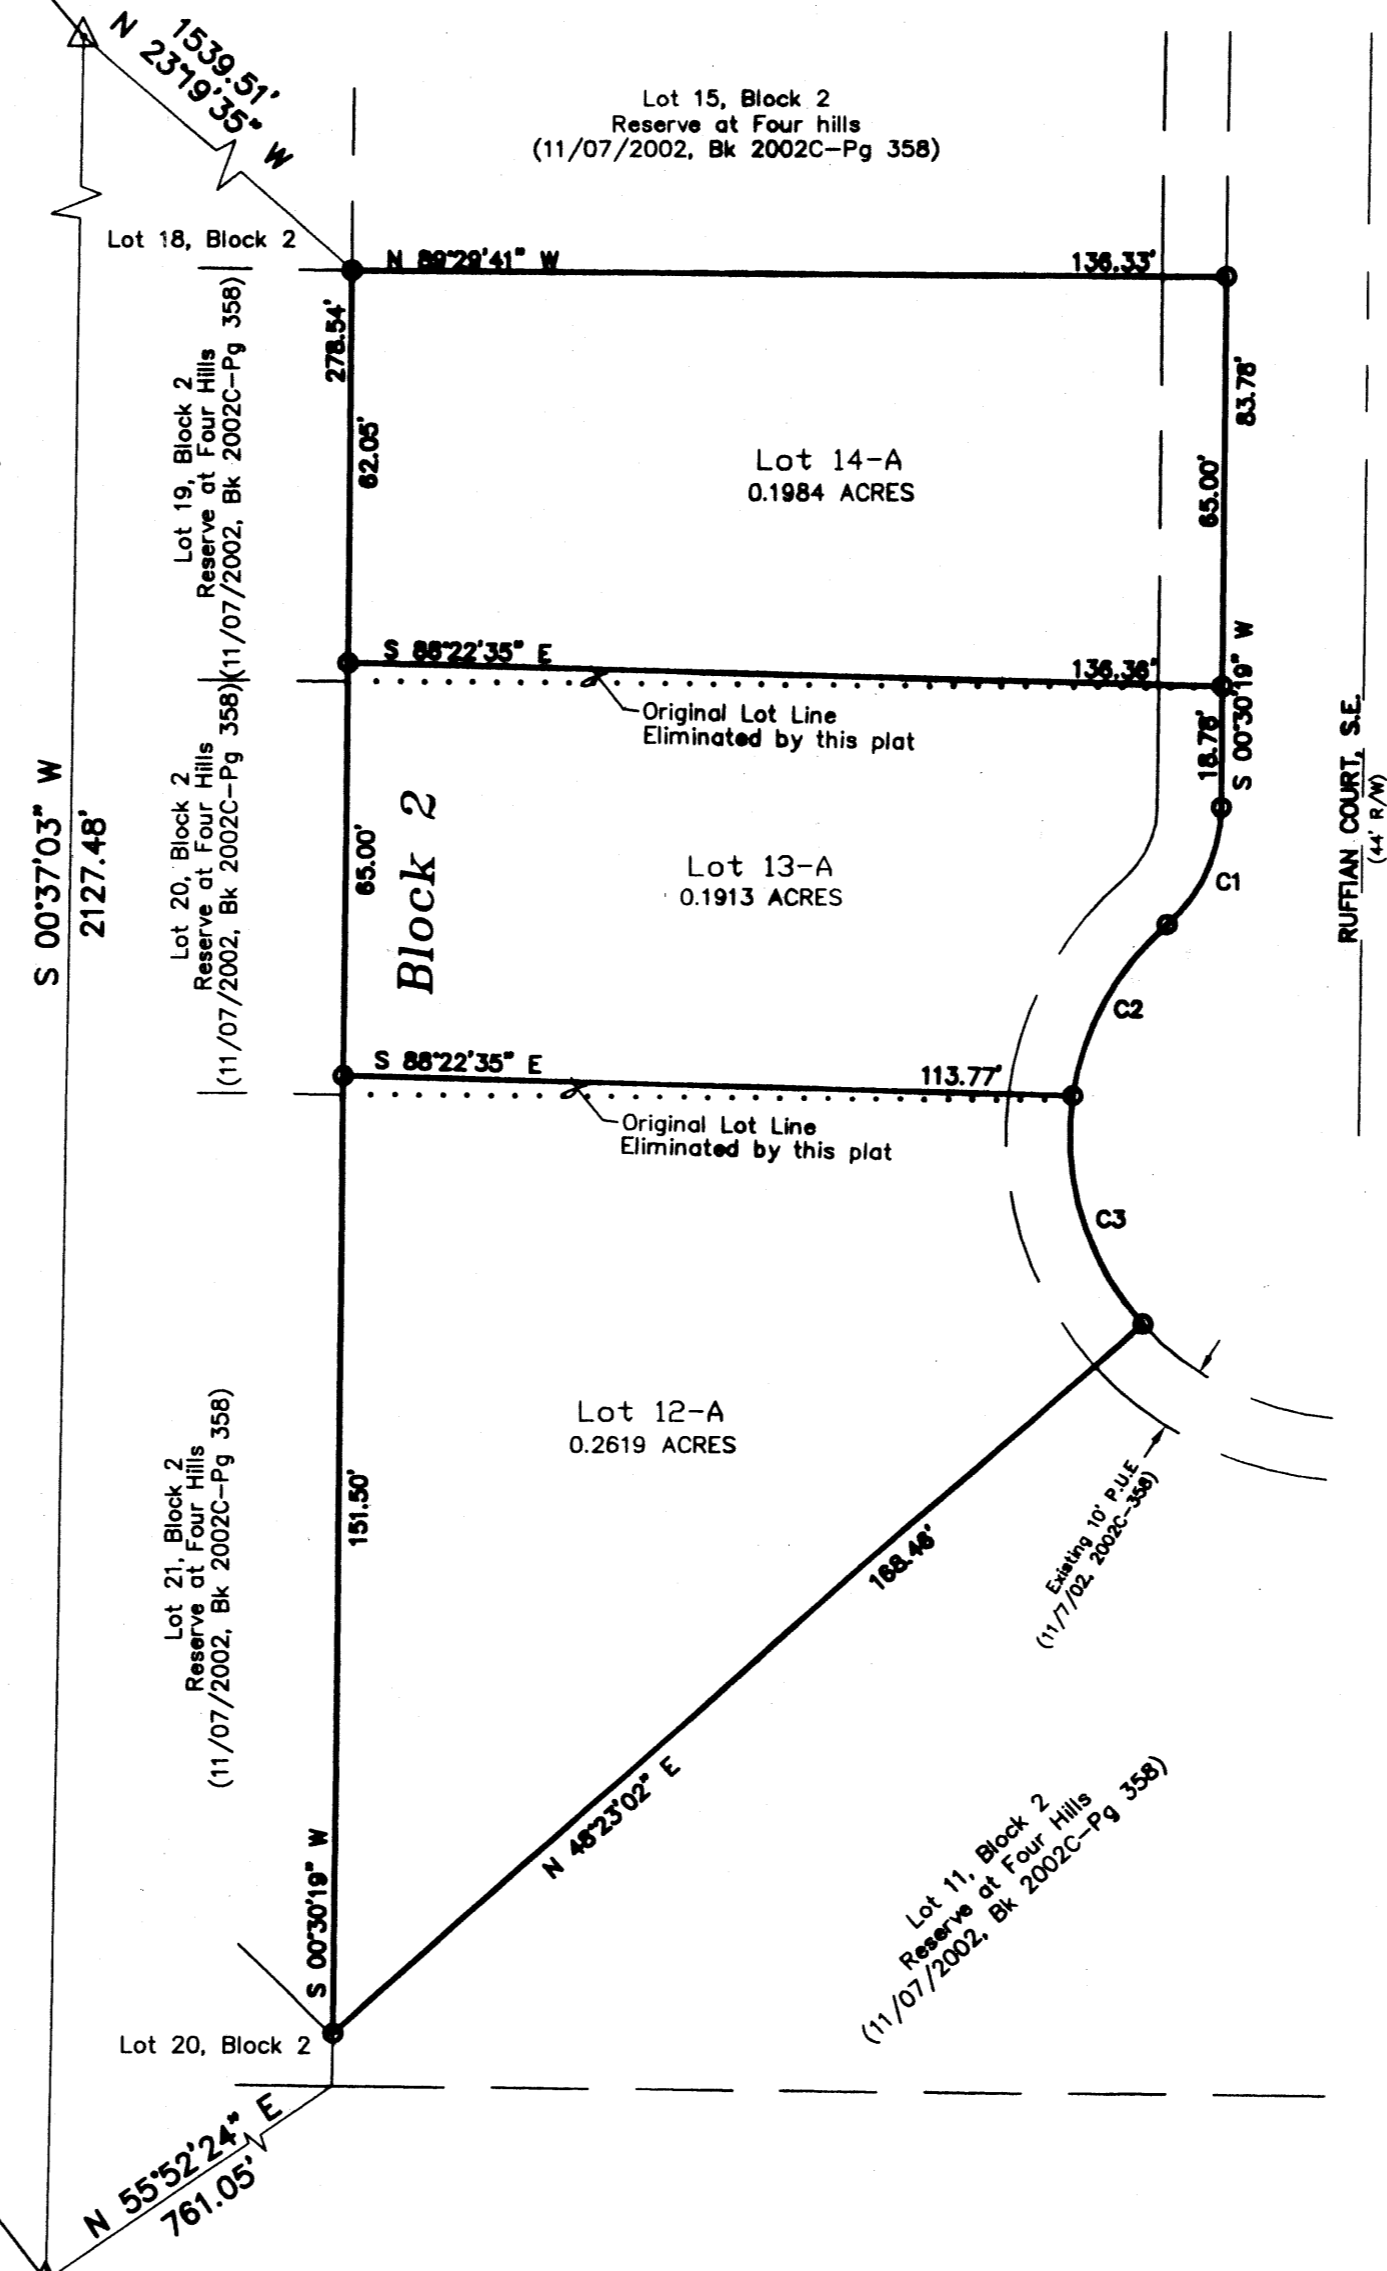 1539.51'
N 23°19'35" W
Lot 15, Block 2
Reserve at Four hills
(11/07/2002, Bk 2002C-Pg 358)
Lot 18, Block 2
N 89°29'41" W
136.33'
278.54'
62.05'
83.78'
65.00'
Lot 19, Block 2
Reserve at Four Hills
(11/07/2002, Bk 2002C-Pg 358)
Lot 14-A
0.1984 ACRES
S 88°22'35" E
136.36'
Original Lot Line
Eliminated by this plat
18.78'
S 00°30'19" W
RUFFIAN COURT, S.E.
(44' R/W)
S 00°37'03" W
2127.48'
Lot 20, Block 2
Reserve at Four Hills
(11/07/2002, Bk 2002C-Pg 358)
65.00'
Block 2
Lot 13-A
0.1913 ACRES
C1
C2
S 88°22'35" E
113.77'
Original Lot Line
Eliminated by this plat
C3
Lot 21, Block 2
Reserve at Four Hills
(11/07/2002, Bk 2002C-Pg 358)
151.50'
Lot 12-A
0.2619 ACRES
168.46'
N 48°23'02" E
Existing 10' P.U.E
(11/7/02, 2002C-358)
S 00°30'19" W
Lot 11, Block 2
Reserve at Four Hills
(11/07/2002, Bk 2002C-Pg 358)
Lot 20, Block 2
N 55°52'24" E
761.05'